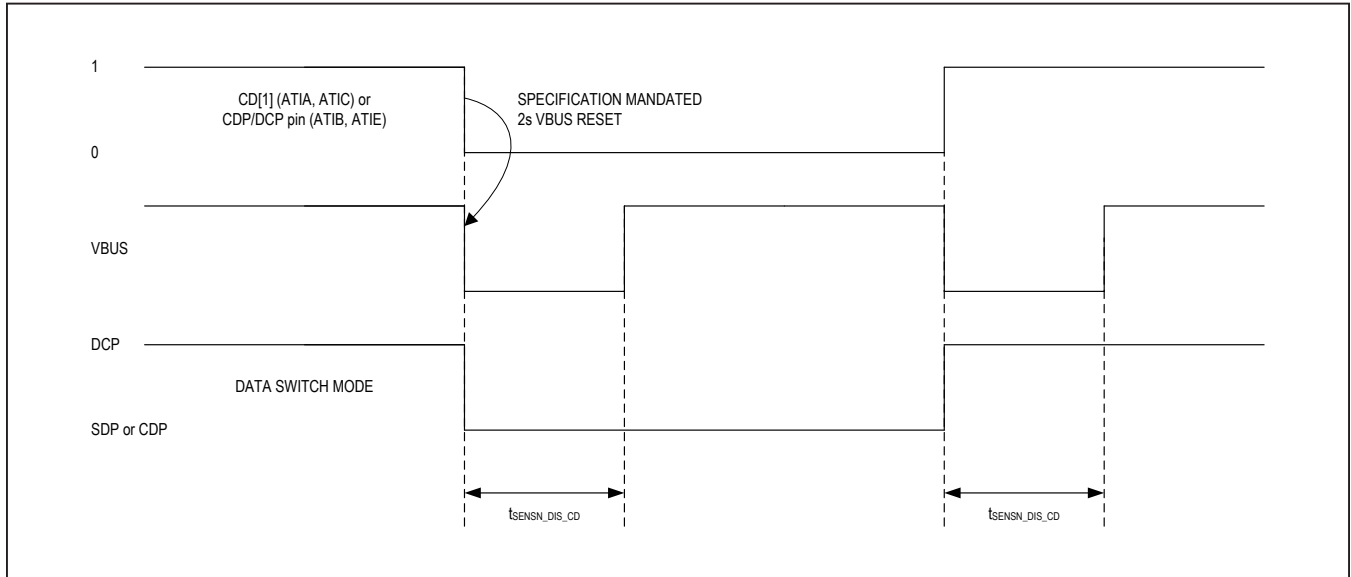 1
CD[1] (ATIA, ATIC) or
CDP/DCP pin (ATIB, ATIE)
SPECIFICATION MANDATED
2s VBUS RESET
0
VBUS
DCP
DATA SWITCH MODE
SDP or CDP
tSENSN_DIS_CD
tSENSN_DIS_CD